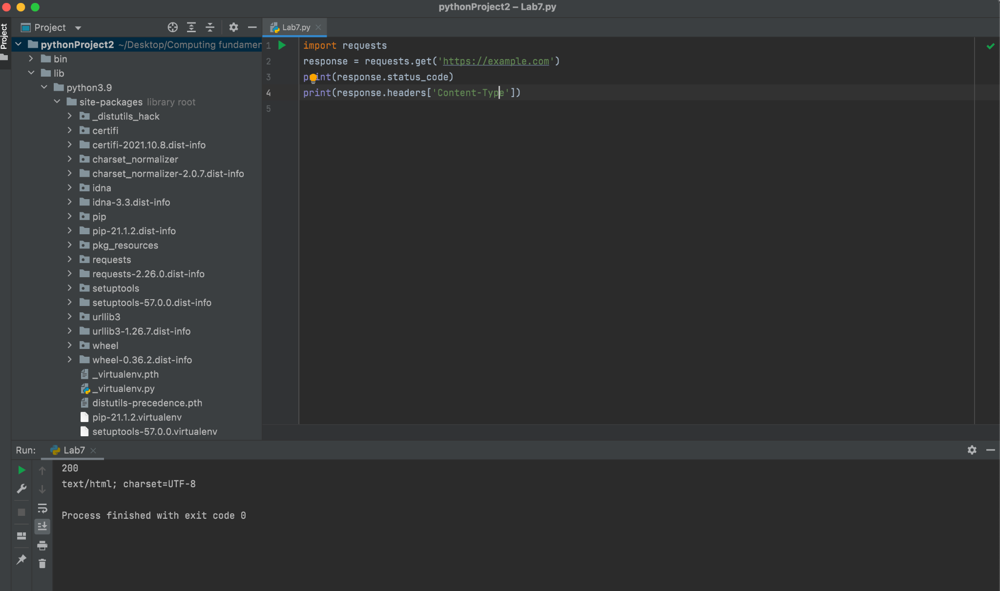 pythonProject2 – Lab7.py
Project
Project
Lab7.py
pythonProject2 ~/Desktop/Computing fundamen
bin
lib
python3.9
site-packages library root
_distutils_hack
certifi
certifi-2021.10.8.dist-info
charset_normalizer
charset_normalizer-2.0.7.dist-info
idna
idna-3.3.dist-info
pip
pip-21.1.2.dist-info
pkg_resources
requests
requests-2.26.0.dist-info
setuptools
setuptools-57.0.0.dist-info
urllib3
urllib3-1.26.7.dist-info
wheel
wheel-0.36.2.dist-info
_virtualenv.pth
_virtualenv.py
distutils-precedence.pth
pip-21.1.2.virtualenv
setuptools-57.0.0.virtualenv
1 import requests
2 response = requests.get('https://example.com')
3 print(response.status_code)
4 print(response.headers['Content-Type'])
5
Run: Lab7
200
text/html; charset=UTF-8
Process finished with exit code 0